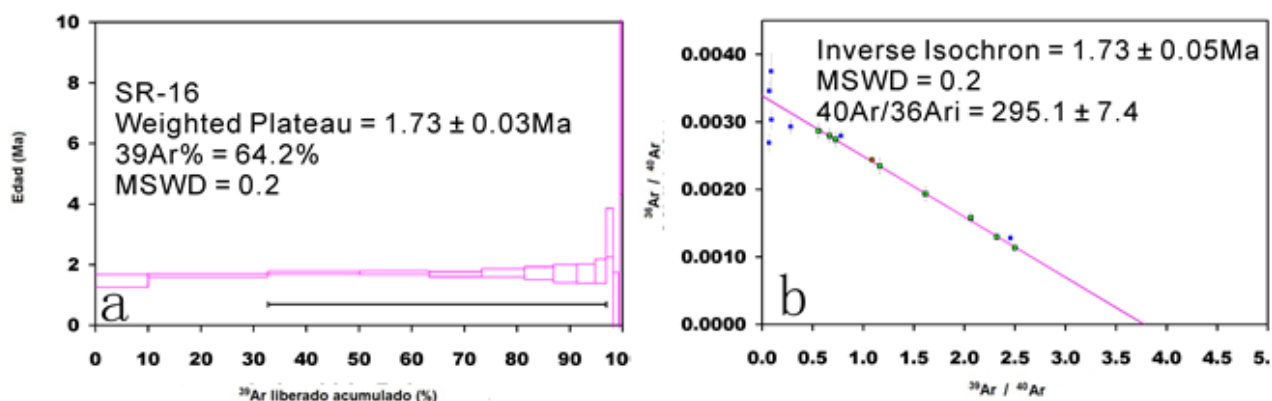 10
8
6
4
2
0
Edad (Ma)
SR-16
Weighted Plateau = 1.73 ± 0.03Ma
39Ar% = 64.2%
MSWD = 0.2
a
0 10 20 30 40 50 60 70 80 90 10
³⁹Ar liberado acumulado (%)
0.0040
0.0030
0.0020
0.0010
0.0000
³⁶Ar / ⁴⁰Ar
Inverse Isochron = 1.73 ± 0.05Ma
MSWD = 0.2
40Ar/36Ari = 295.1 ± 7.4
b
0.0 0.5 1.0 1.5 2.0 2.5 3.0 3.5 4.0 4.5 5.
³⁹Ar / ⁴⁰Ar